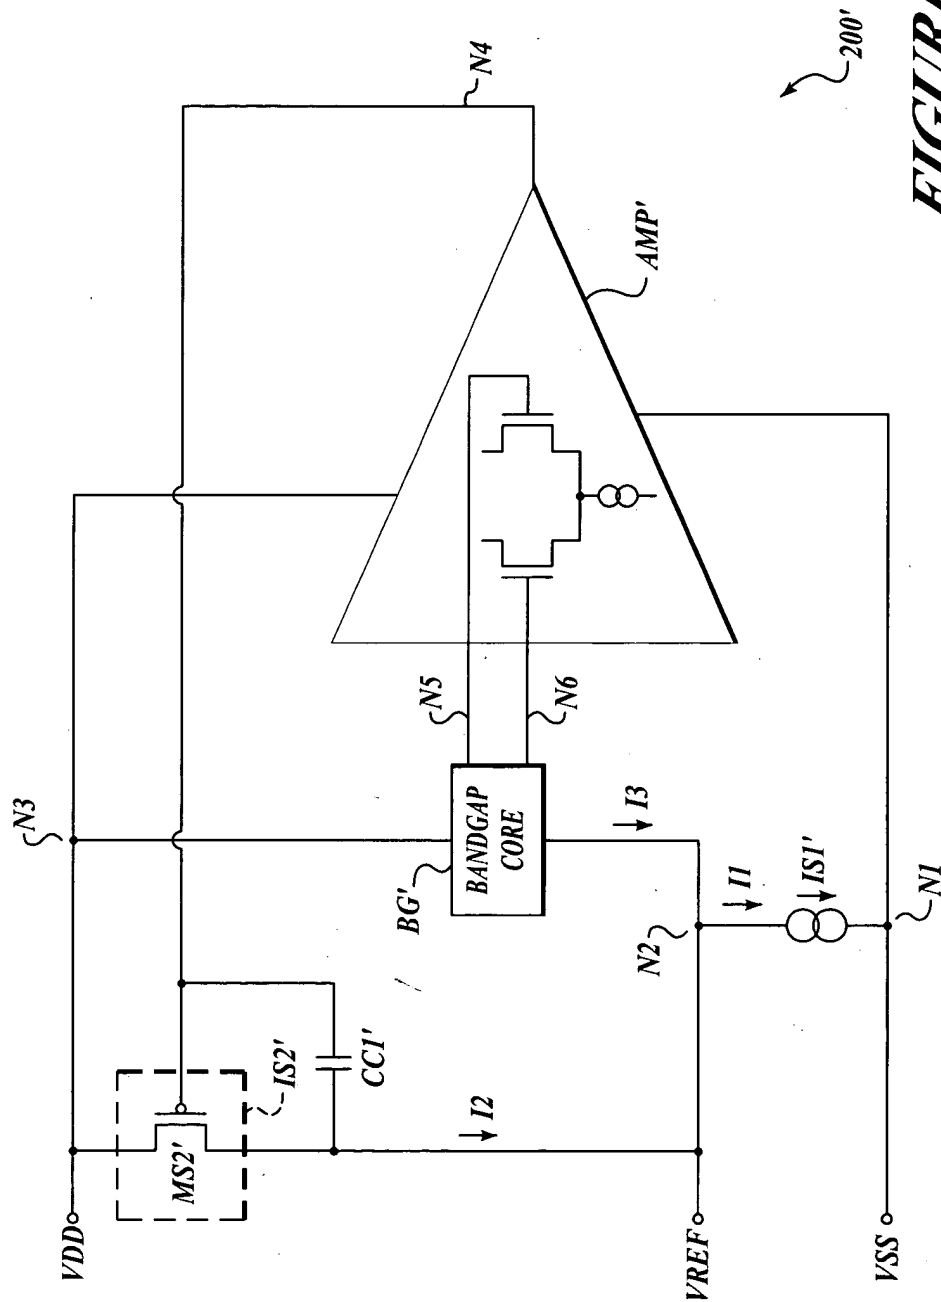 N3
N4
VDD
MS2'
IS2'
CC1'
N5
BANDGAP
CORE
BG'
N6
AMP'
I2
I3
N2
I1
IS1'
VREF
VSS
N1
200'